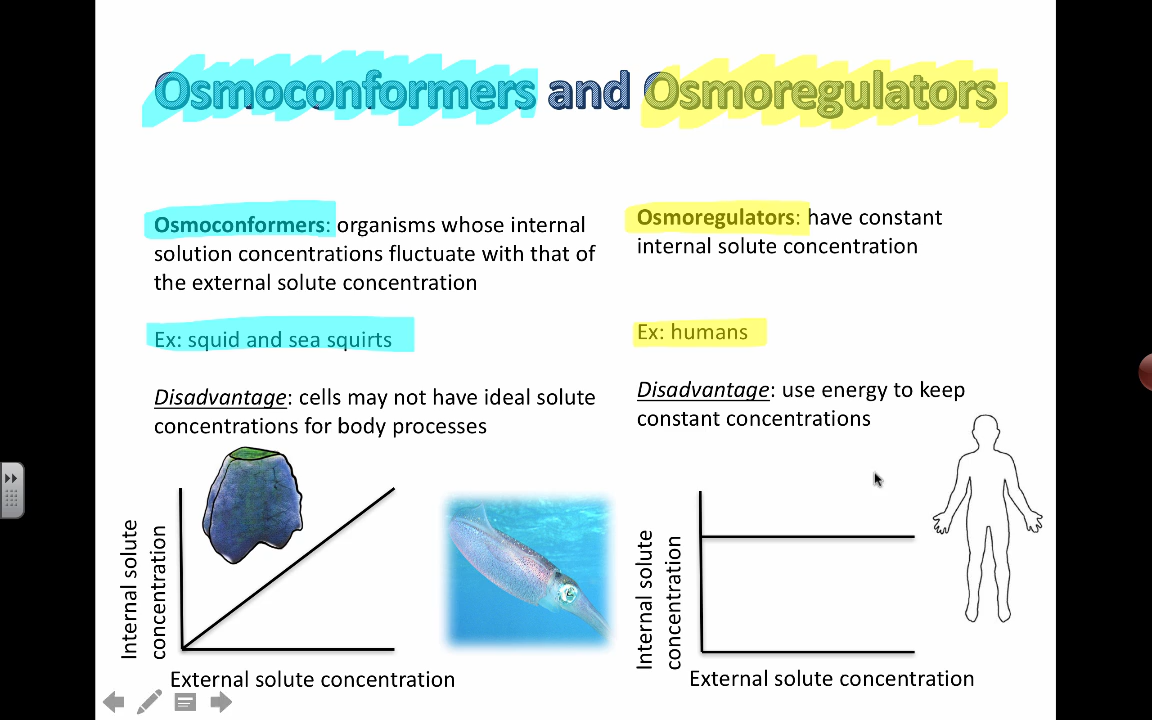 Osmoconformers and Osmoregulators
Osmoconformers: organisms whose internal
solution concentrations fluctuate with that of
the external solute concentration
Ex: squid and sea squirts
Disadvantage: cells may not have ideal solute
concentrations for body processes
Internal solute
concentration
External solute concentration
Osmoregulators: have constant
internal solute concentration
Ex: humans
Disadvantage: use energy to keep
constant concentrations
Internal solute
concentration
External solute concentration